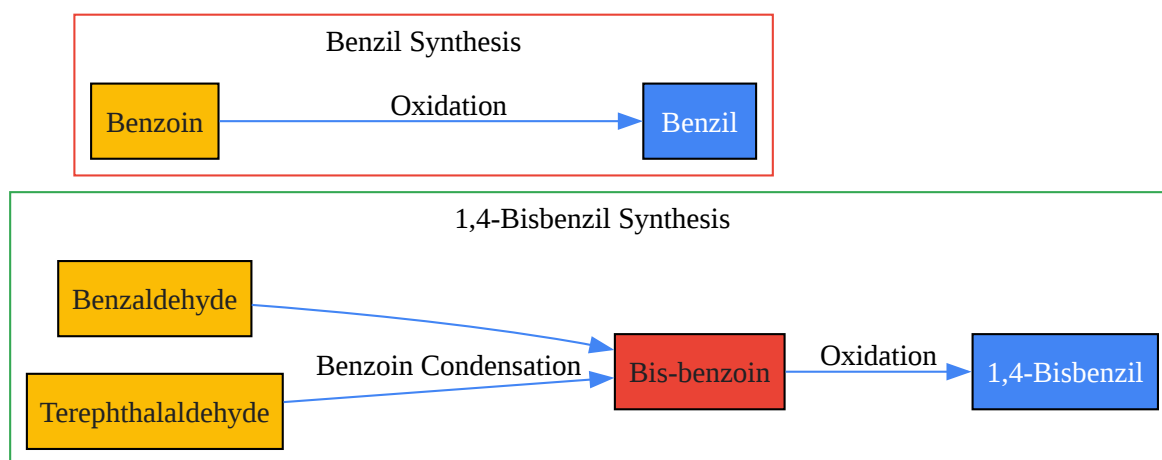 Benzil Synthesis
Benzoin
Oxidation
Benzil
1,4-Bisbenzil Synthesis
Benzaldehyde
Terephthalaldehyde
Benzoin Condensation
Bis-benzoin
Oxidation
1,4-Bisbenzil